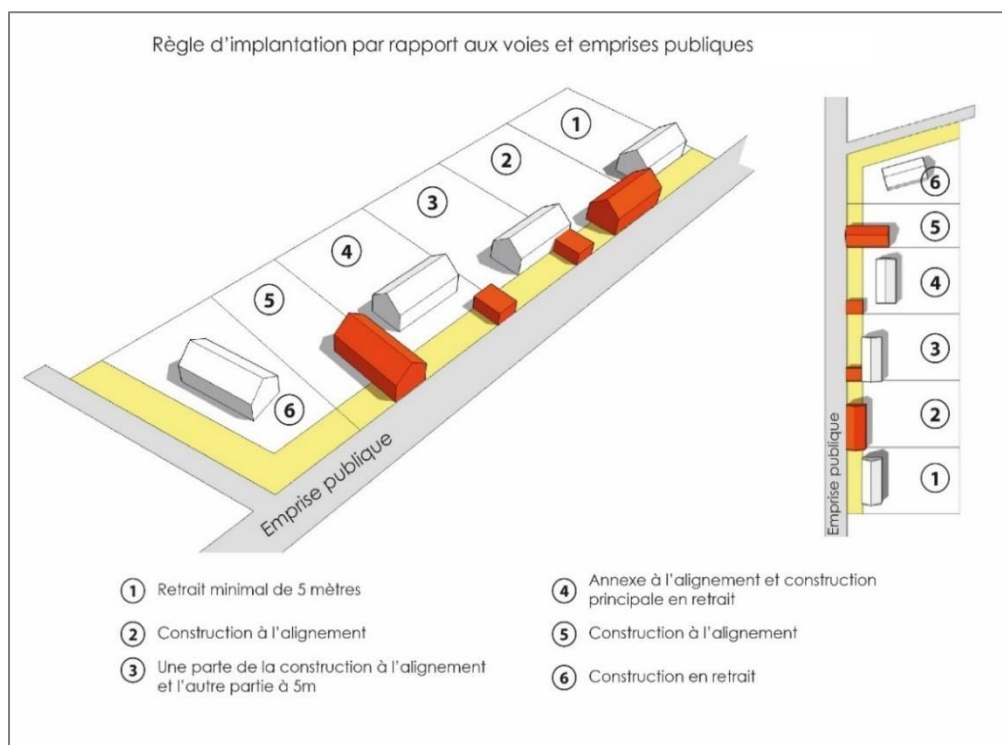 Règle d'implantation par rapport aux voies et emprises publiques
1
2
3
4
5
6
Emprise publique
6
5
4
3
2
1
Emprise publique
1 Retrait minimal de 5 mètres
2 Construction à l'alignement
3 Une partie de la construction à l'alignement
et l'autre partie à 5m
4 Annexe à l'alignement et construction
principale en retrait
5 Construction à l'alignement
6 Construction en retrait